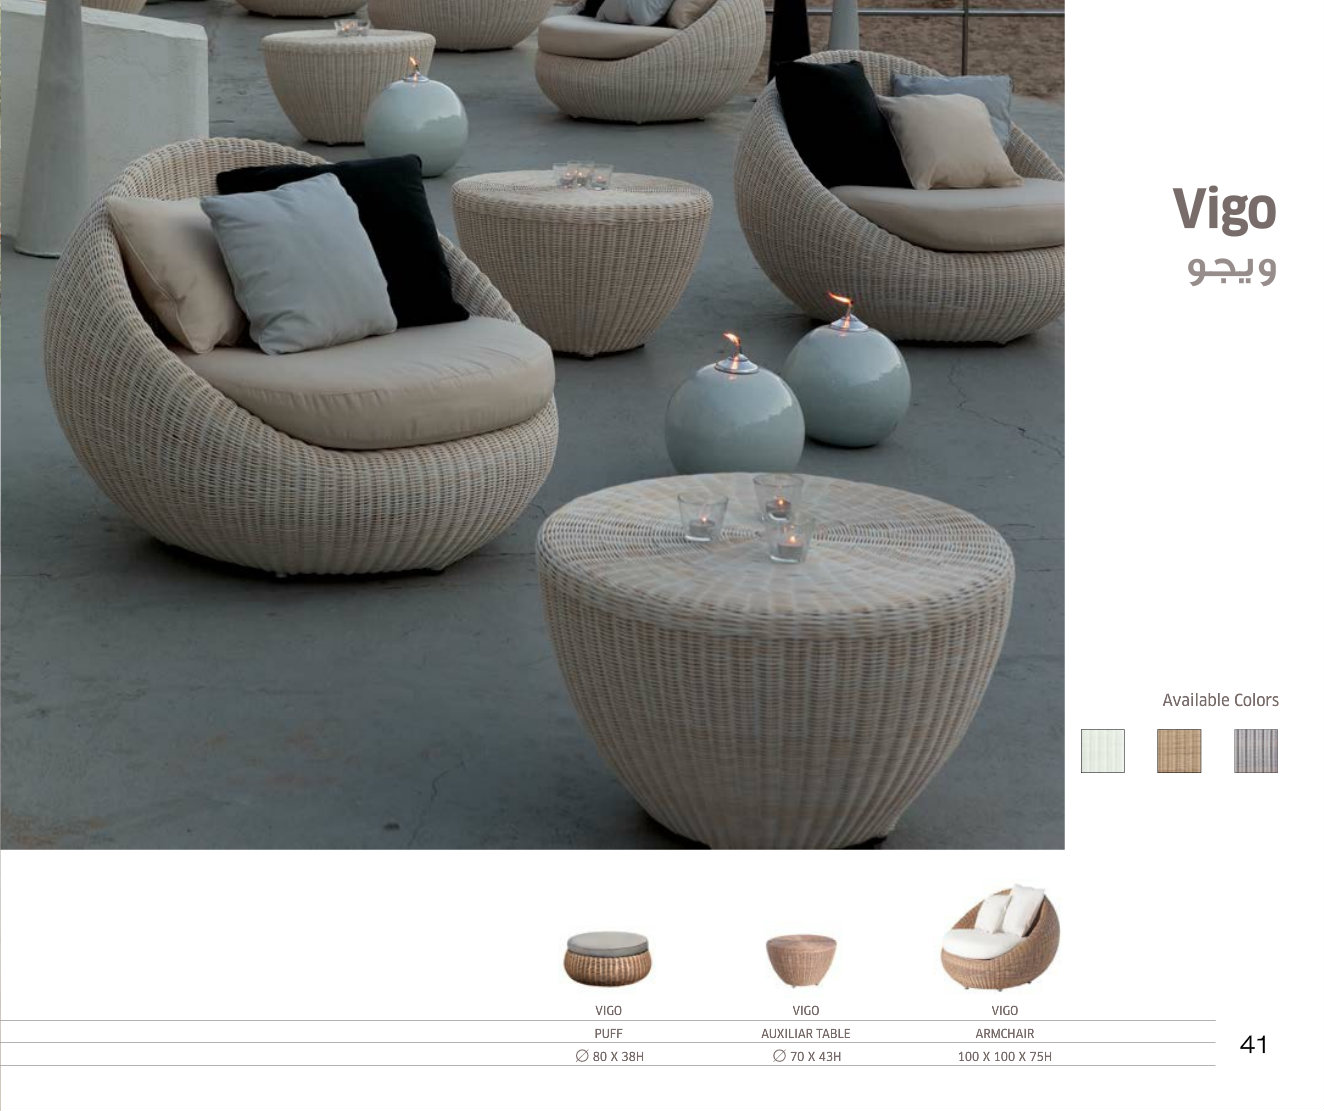 Vigo
ويجو
Available Colors
VIGO VIGO VIGO
PUFF AUXILIAR TABLE ARMCHAIR
∅ 80 X 38H ∅ 70 X 43H 100 X 100 X 75H
41